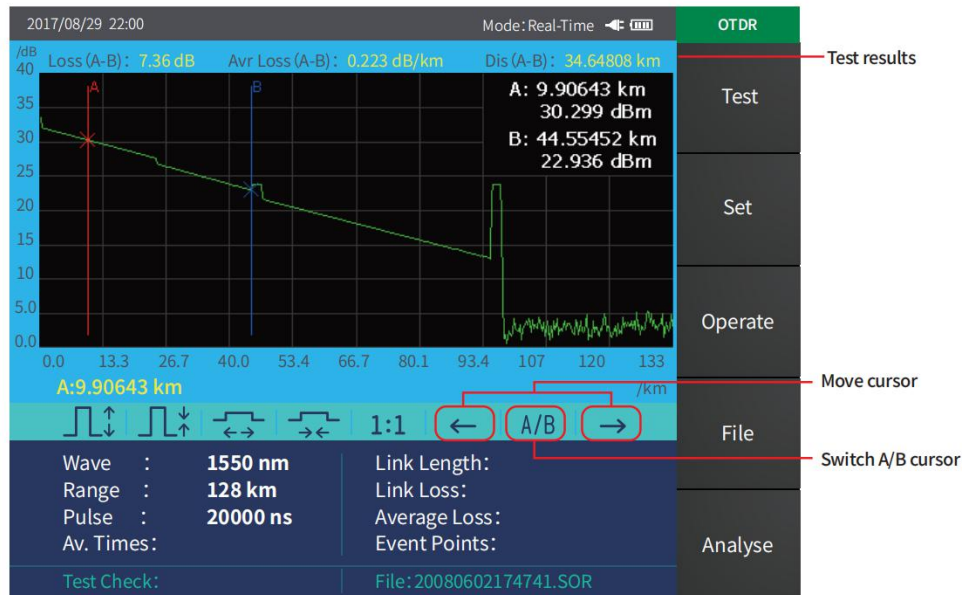 2017/08/29 22:00 Mode:Real-Time OTDR
/dB Loss(A-B): 7.36 dB Avr Loss(A-B): 0.223 dB/km Dis(A-B): 34.64808 km
Test results
40
35
30
25
20
15
10
5.0
0.0
A
B
A: 9.90643 km
30.299 dBm
B: 44.55452 km
22.936 dBm
0.0 13.3 26.7 40.0 53.4 66.7 80.1 93.4 107 120 133
A:9.90643 km /km
1:1 ← A/B →
Move cursor
Switch A/B cursor
Wave : 1550 nm
Range : 128 km
Pulse : 20000 ns
Av. Times:
Link Length:
Link Loss:
Average Loss:
Event Points:
Test Check: File:20080602174741.SOR
Test
Set
Operate
File
Analyse